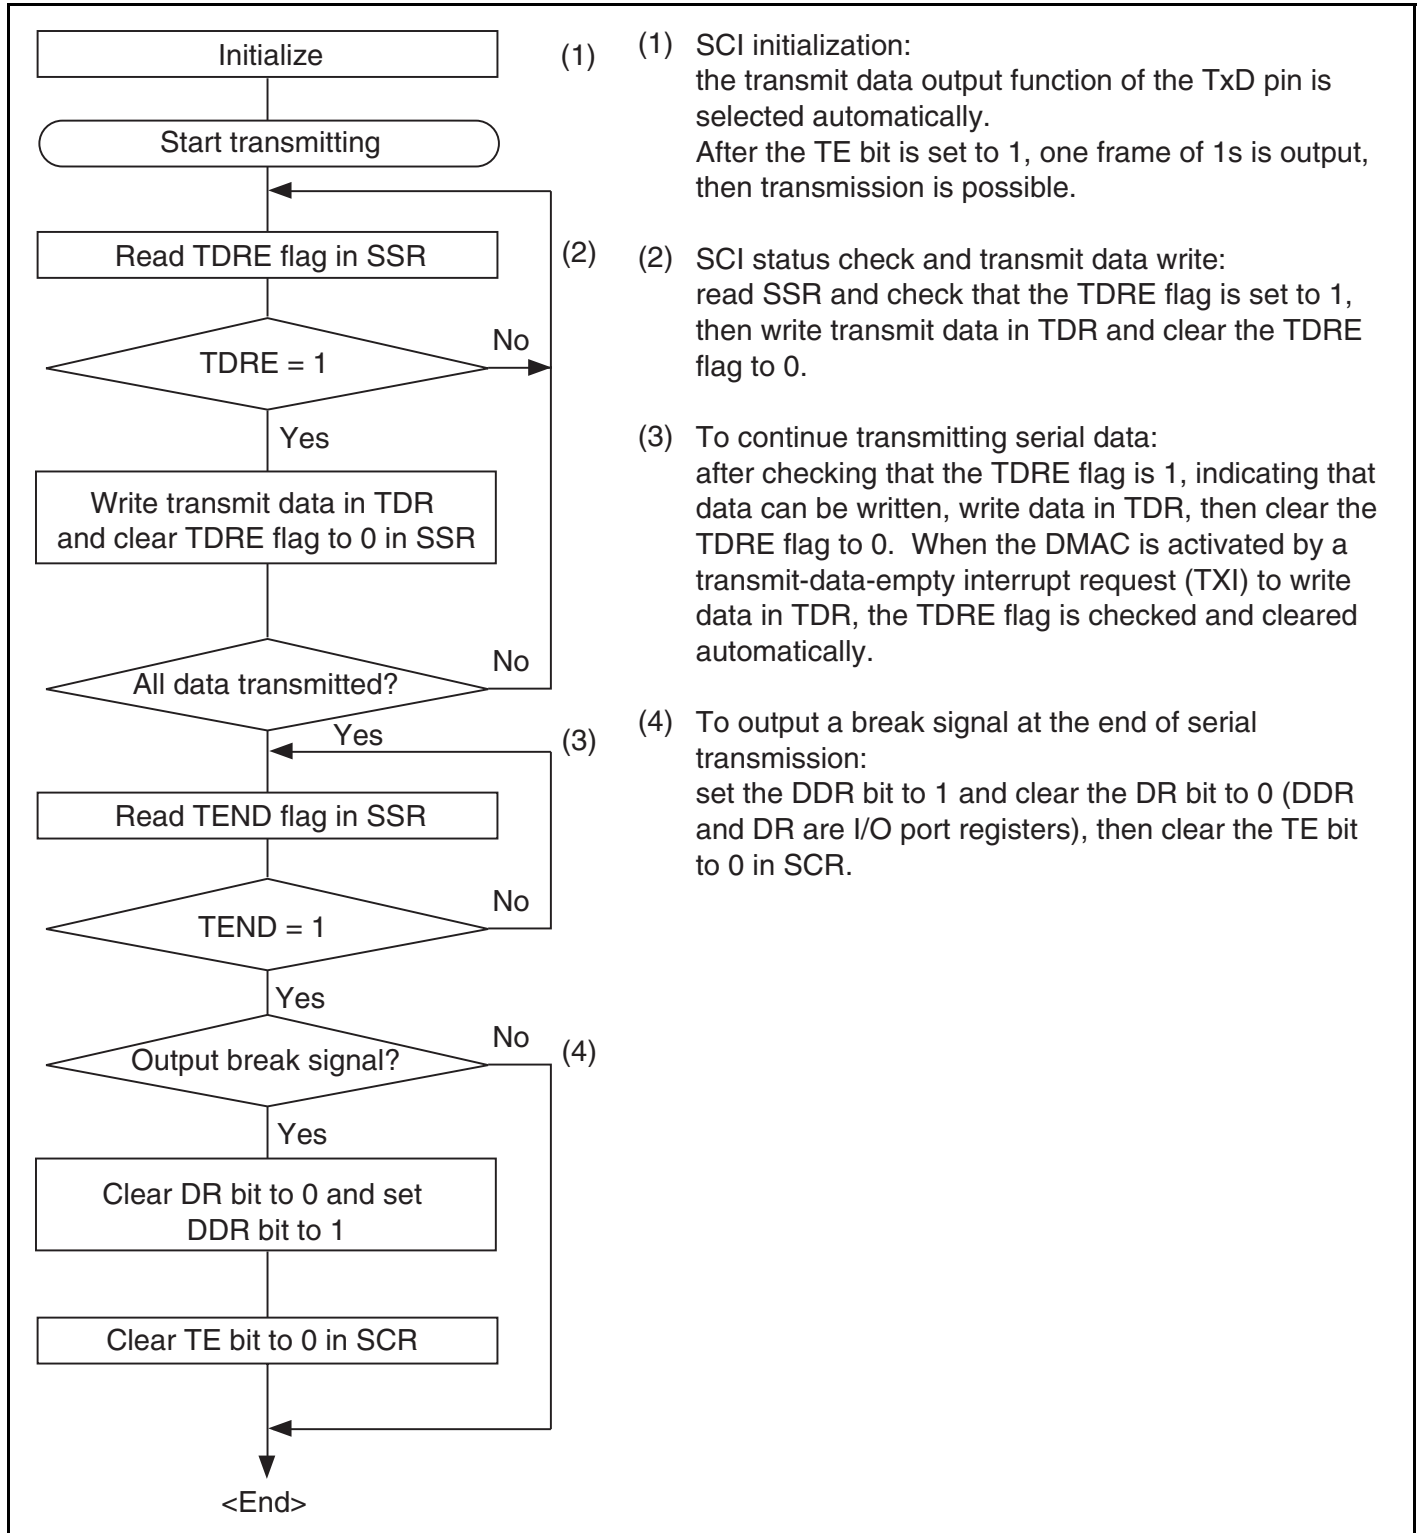 Initialize
(1)
Start transmitting
Read TDRE flag in SSR
(2)
TDRE = 1
No
Yes
Write transmit data in TDR
and clear TDRE flag to 0 in SSR
All data transmitted?
No
Yes
(3)
Read TEND flag in SSR
TEND = 1
No
Yes
Output break signal?
No
(4)
Yes
Clear DR bit to 0 and set
DDR bit to 1
Clear TE bit to 0 in SCR
<End>
(1) SCI initialization:
the transmit data output function of the TxD pin is
selected automatically.
After the TE bit is set to 1, one frame of 1s is output,
then transmission is possible.
(2) SCI status check and transmit data write:
read SSR and check that the TDRE flag is set to 1,
then write transmit data in TDR and clear the TDRE
flag to 0.
(3) To continue transmitting serial data:
after checking that the TDRE flag is 1, indicating that
data can be written, write data in TDR, then clear the
TDRE flag to 0. When the DMAC is activated by a
transmit-data-empty interrupt request (TXI) to write
data in TDR, the TDRE flag is checked and cleared
automatically.
(4) To output a break signal at the end of serial
transmission:
set the DDR bit to 1 and clear the DR bit to 0 (DDR
and DR are I/O port registers), then clear the TE bit
to 0 in SCR.